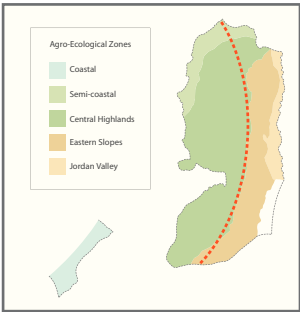 Agro-Ecological Zones
Coastal
Semi-coastal
Central Highlands
Eastern Slopes
Jordan Valley